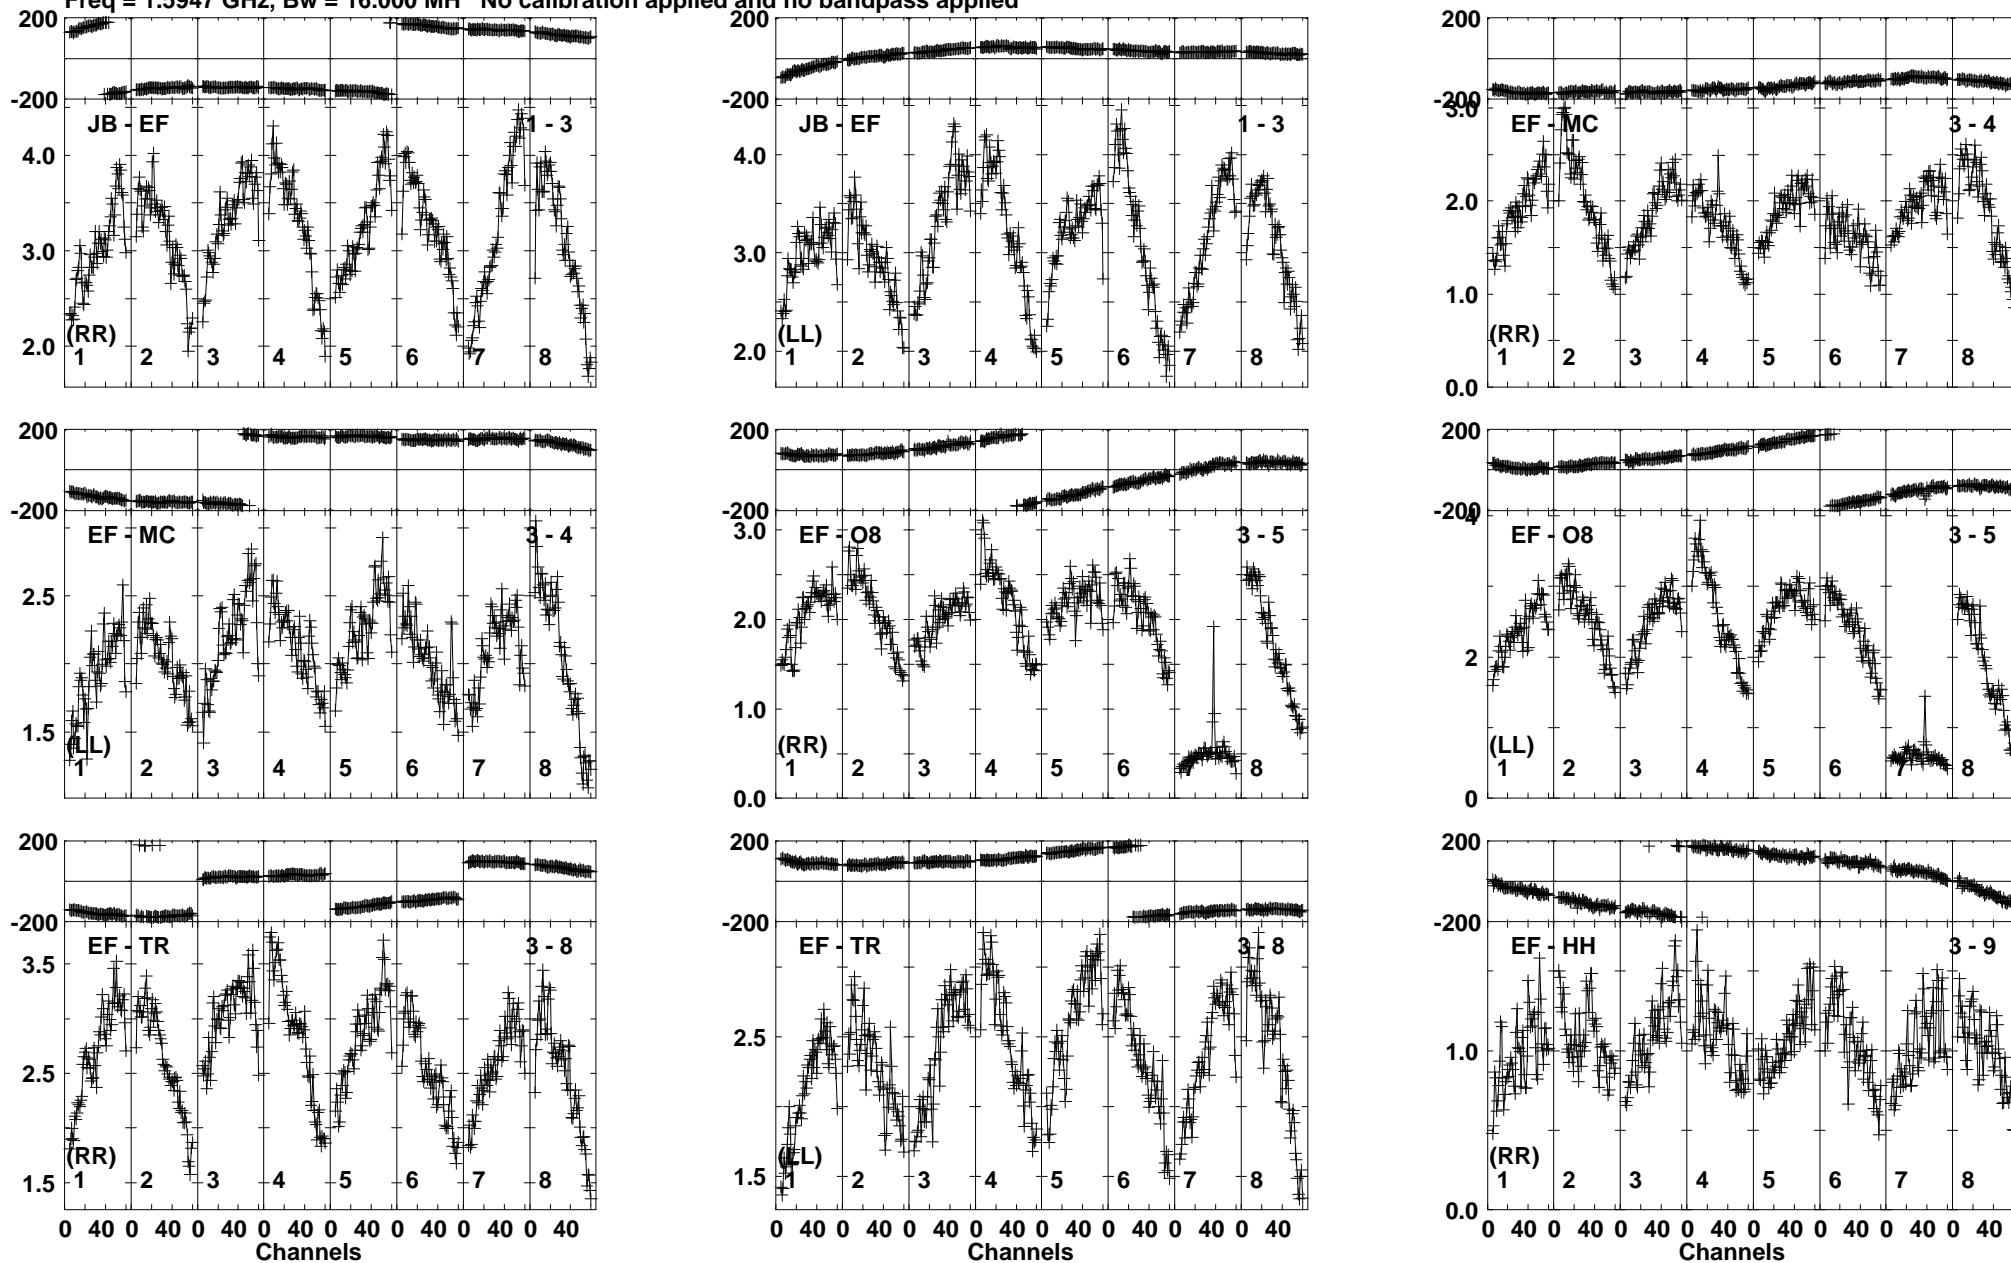 Freq = 1.5947 GHz, Bw = 16.000 MH No calibration applied and no bandpass applied
200
-200
JB - EF
1 - 3
4.0
3.0
2.0
(RR)
1 2 3 4 5 6 7 8
200
-200
JB - EF
1 - 3
4.0
3.0
2.0
(LL)
1 2 3 4 5 6 7 8
200
-200
3.0
EF - MC
3 - 4
2.0
1.0
0.0
(RR)
1 2 3 4 5 6 7 8
200
-200
EF - MC
3 - 4
2.5
1.5
(LL)
1 2 3 4 5 6 7 8
200
-200
3.0
EF - O8
3 - 5
2.0
1.0
0.0
(RR)
1 2 3 4 5 6 7 8
200
-200
4
EF - O8
3 - 5
2
0
(LL)
1 2 3 4 5 6 7 8
200
-200
EF - TR
3 - 8
3.5
2.5
1.5
(RR)
1 2 3 4 5 6 7 8
0 40 0 40 0 40 0 40 0 40 0 40 0 40 0 40
Channels
200
-200
EF - TR
3 - 8
2.5
1.5
(LL)
1 2 3 4 5 6 7 8
0 40 0 40 0 40 0 40 0 40 0 40 0 40 0 40
Channels
200
-200
EF - HH
3 - 9
1.0
0.0
(RR)
1 2 3 4 5 6 7 8
0 40 0 40 0 40 0 40 0 40 0 40 0 40 0 40
Channels